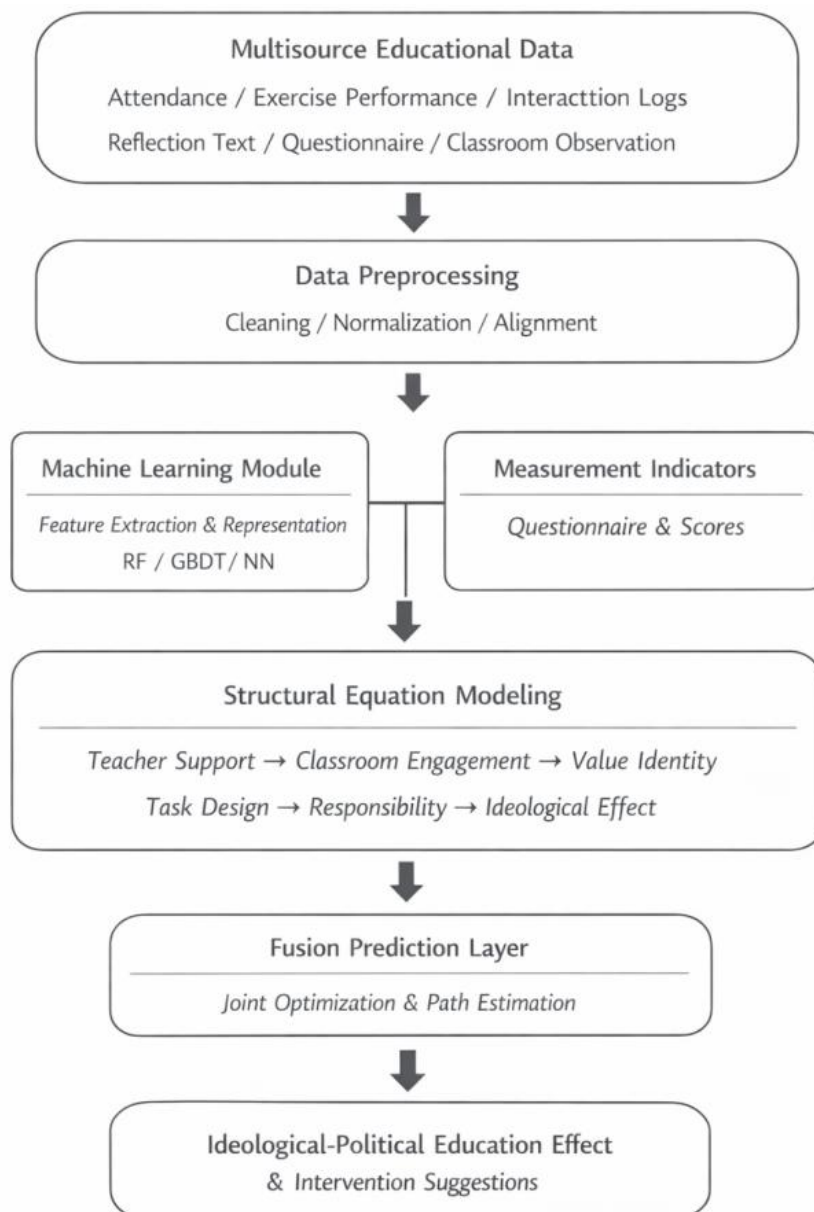 Multisource Educational Data
Attendance / Exercise Performance / Interacttion Logs
Reflection Text / Questionnaire / Classroom Observation
Data Preprocessing
Cleaning / Normalization / Alignment
Machine Learning Module
Feature Extraction & Representation
RF / GBDT / NN
Measurement Indicators
Questionnaire & Scores
Structural Equation Modeling
Teacher Support → Classroom Engagement → Value Identity
Task Design → Responsibility → Ideological Effect
Fusion Prediction Layer
Joint Optimization & Path Estimation
Ideological-Political Education Effect
& Intervention Suggestions